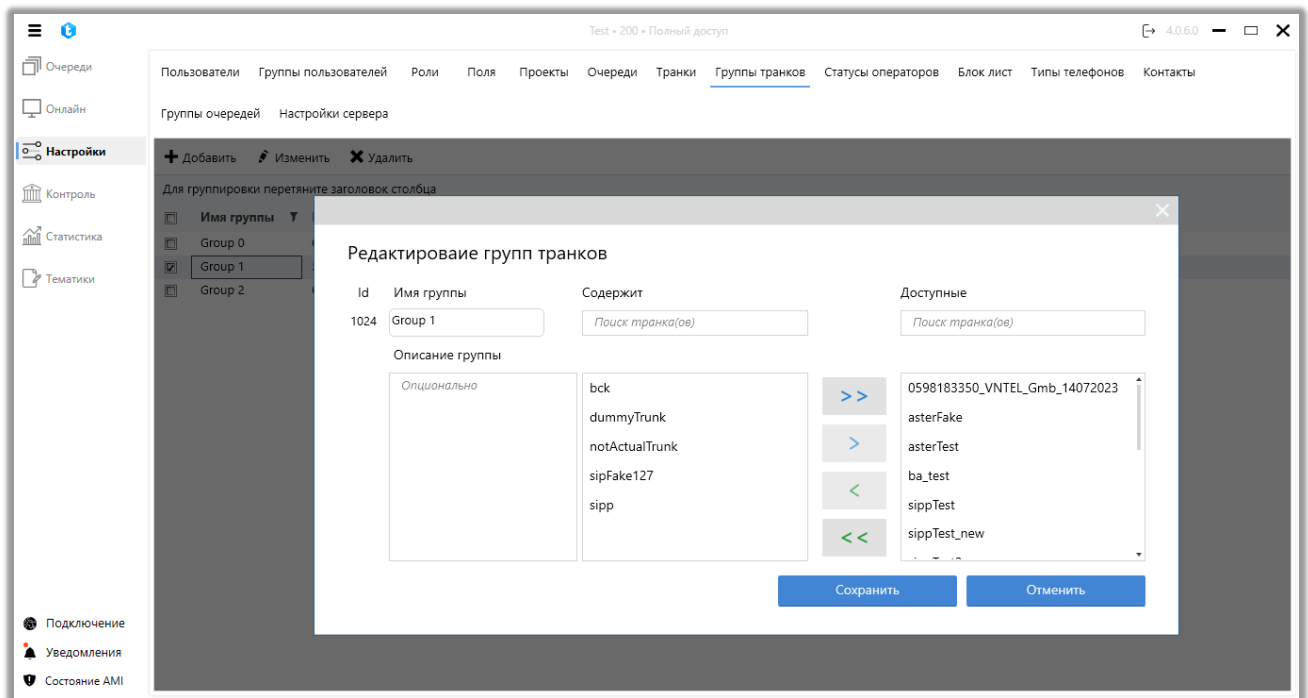 Test • 200 • Полный доступ
4.0.6.0
Очереди
Онлайн
Настройки
Контроль
Статистика
Тематики
Подключение
Уведомления
Состояние AMI
Пользователи Группы пользователей Роли Поля Проекты Очереди Транки Группы транков Статусы операторов Блок лист Типы телефонов Контакты
Группы очередей Настройки сервера
Добавить Изменить Удалить
Для группировки перетяните заголовок столбца
Имя группы
Group 0
Group 1
Group 2
Редактироваие групп транков
Id Имя группы Содержит Доступные
1024 Group 1 Поиск транка(ов) Поиск транка(ов)
Описание группы
Опционально
bck
dummyTrunk
notActualTrunk
sipFake127
sipp
>>
>
<
<<
0598183350_VNTEL_Gmb_14072023
asterFake
asterTest
ba_test
sippTest
sippTest_new
Сохранить Отменить